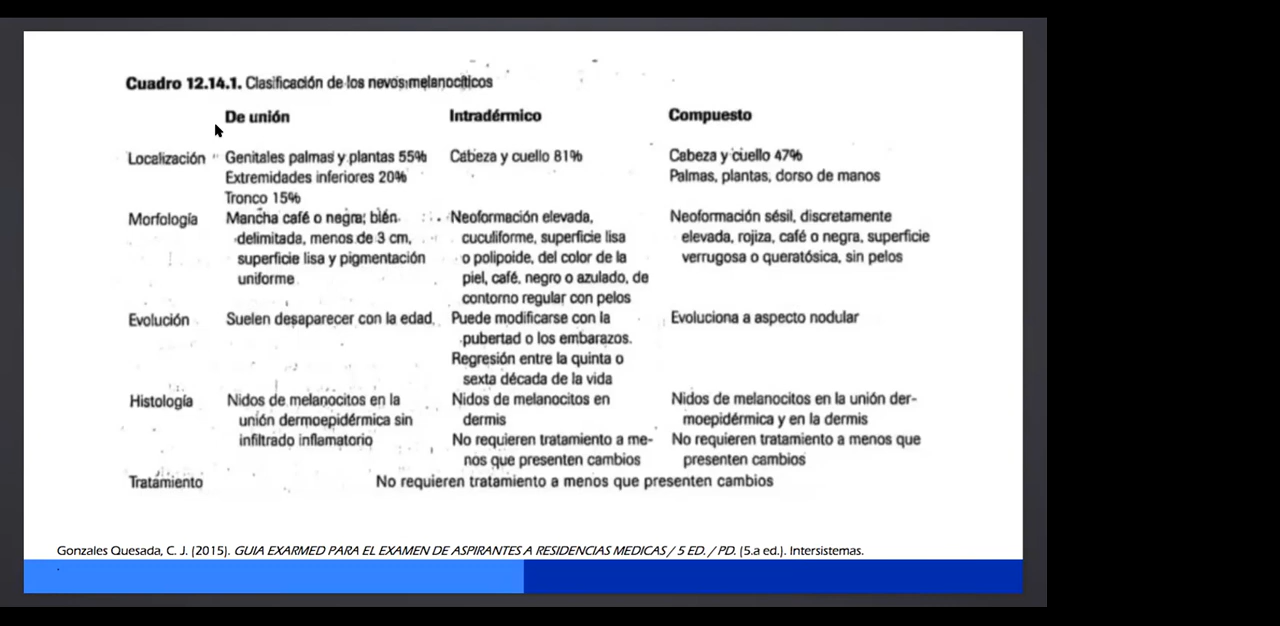 Cuadro 12.14.1. Clasificación de los nevos melanocíticos
De unión Intradérmico Compuesto
Localización Genitales palmas y plantas 55% Cabeza y cuello 81% Cabeza y cuello 47%
Extremidades inferiores 20% Palmas, plantas, dorso de manos
Tronco 15%
Morfología Mancha café o negra; bién Neoformación elevada, Neoformación sésil, discretamente
delimitada, menos de 3 cm, cuculiforme, superficie lisa elevada, rojiza, café o negra, superficie
superficie lisa y pigmentación o polipoide, del color de la verrugosa o queratósica, sin pelos
uniforme piel, café, negro o azulado, de
contorno regular con pelos
Evolución Suelen desaparecer con la edad. Puede modificarse con la Evoluciona a aspecto nodular
pubertad o los embarazos.
Regresión entre la quinta o
sexta década de la vida
Histología Nidos de melanocitos en la Nidos de melanocitos en Nidos de melanocitos en la unión der-
unión dermoepidérmica sin dermis moepidérmica y en la dermis
infiltrado inflamatorio No requieren tratamiento a me- No requieren tratamiento a menos que
nos que presenten cambios presenten cambios
Tratamiento No requieren tratamiento a menos que presenten cambios
Gonzales Quesada, C. J. (2015). GUIA EXARMED PARA EL EXAMEN DE ASPIRANTES A RESIDENCIAS MEDICAS / 5 ED. / PD. (5.a ed.). Intersistemas.